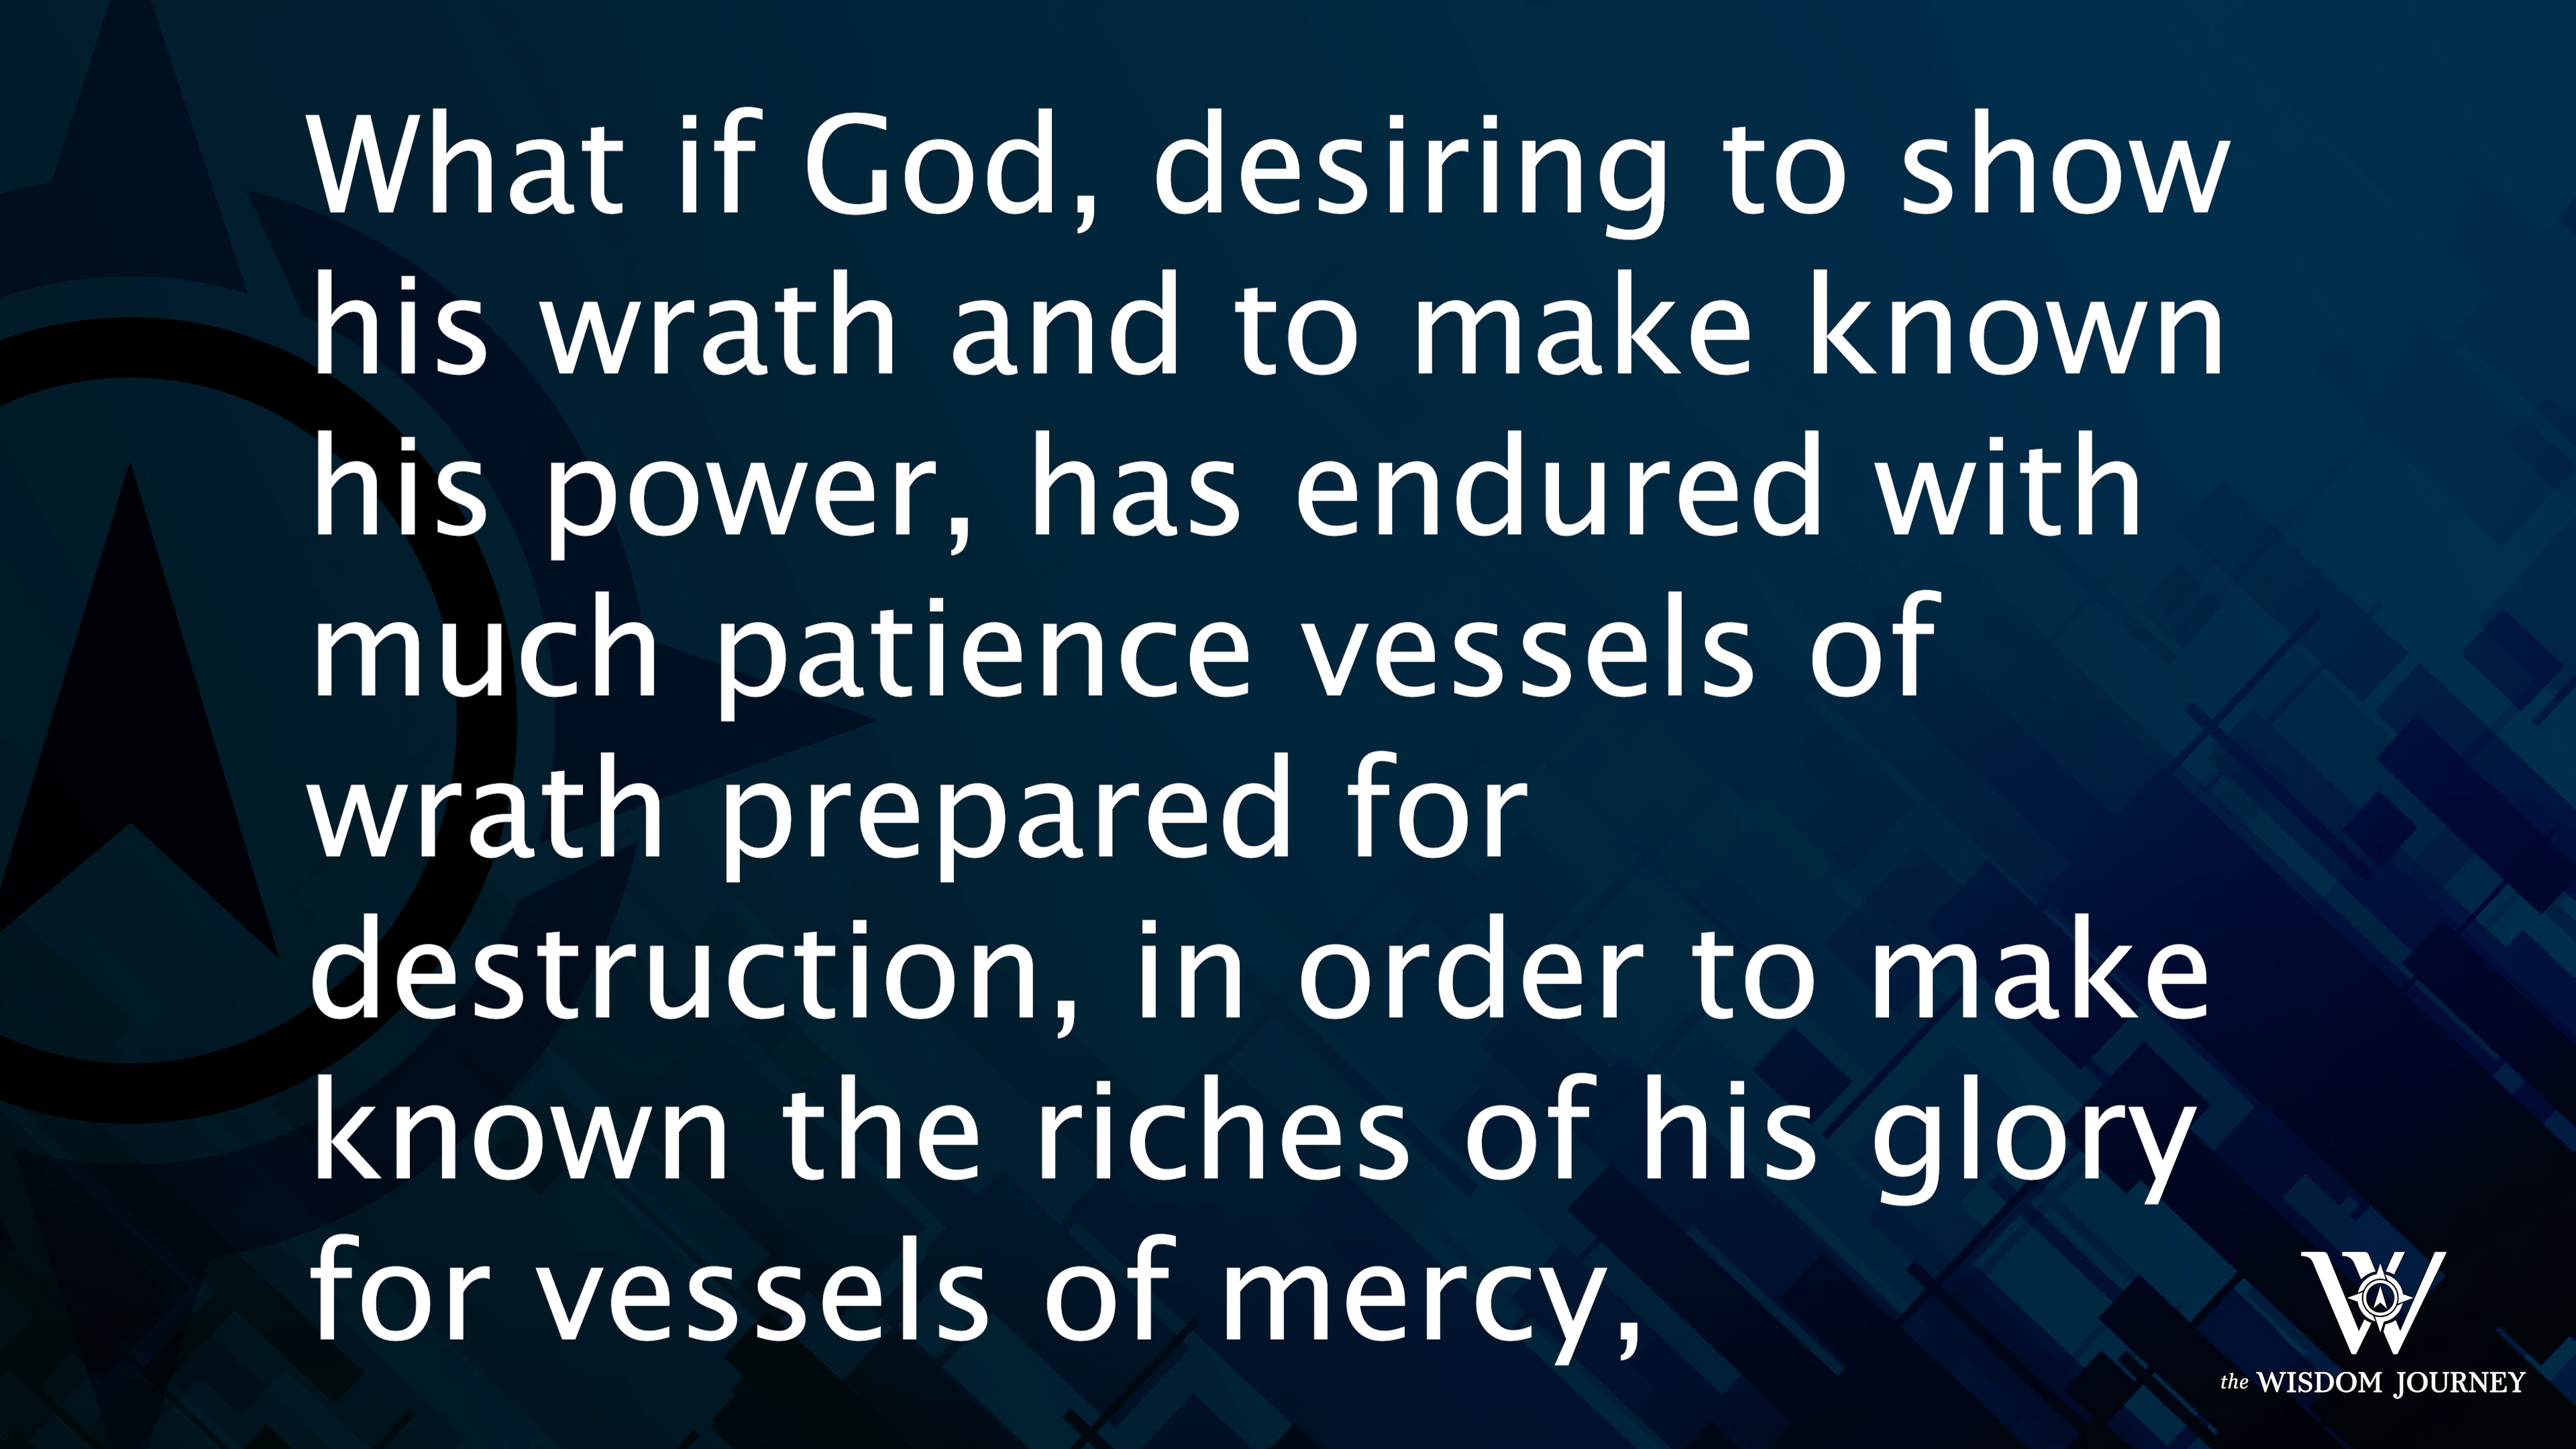 What if God, desiring to show
his wrath and to make known
his power, has endured with
much patience vessels of
wrath prepared for
destruction, in order to make
known the riches of his glory
for vessels of mercy,
W
the WISDOM JOURNEY